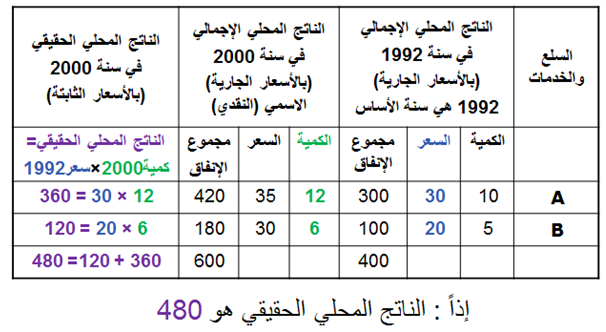 السلع والخدمات
الناتج المحلي الإجمالي
في سنة 1992
(بالأسعار الجارية)
1992 هي سنة الأساس
الناتج المحلي الإجمالي
في سنة 2000
(بالأسعار الجارية)
الاسمي (النقدي)
الناتج المحلي الحقيقي
في سنة 2000
(بالأسعار الثابتة)
الكمية السعر مجموع الإنفاق الكمية السعر مجموع الإنفاق الناتج المحلي الحقيقي= كمية2000×سعر1992
A 10 30 300 12 35 420 12 × 30 = 360
B 5 20 100 6 30 180 6 × 20 = 120
400 600 360 + 120= 480
إذاً : الناتج المحلي الحقيقي هو 480